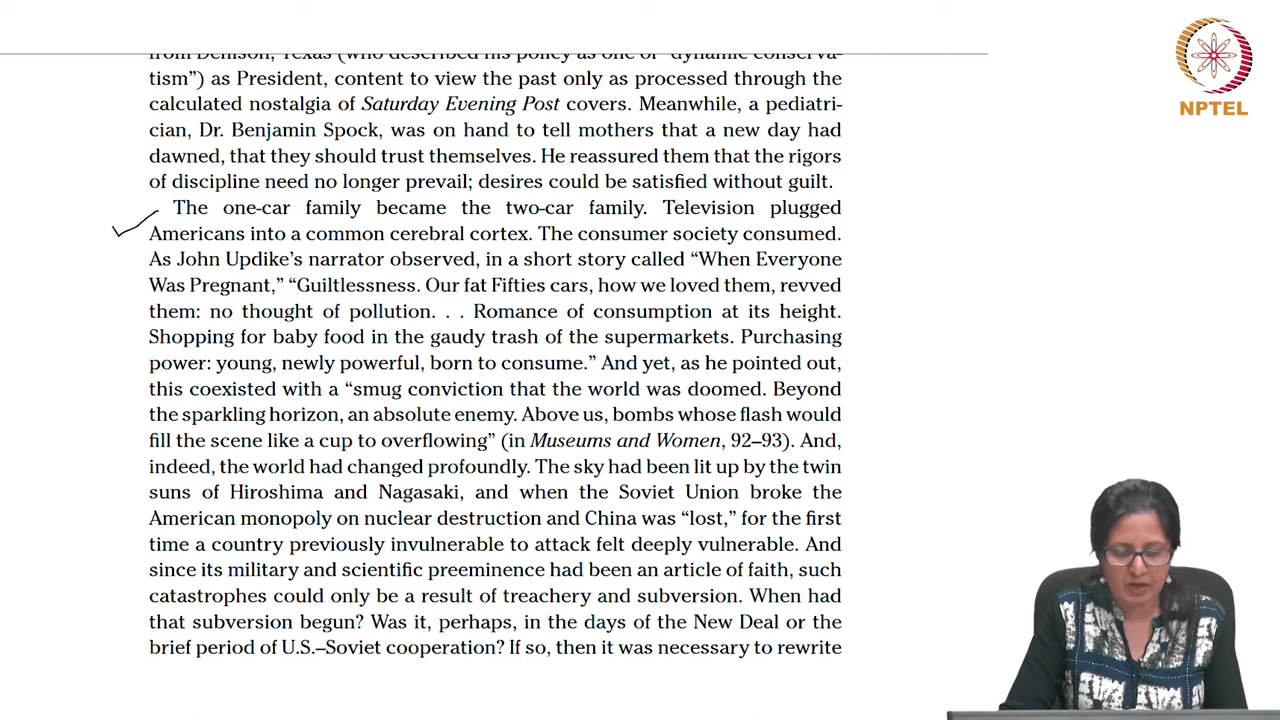 from Denison, Texas (who described his policy as one of “dynamic conserva-
tism”) as President, content to view the past only as processed through the
calculated nostalgia of Saturday Evening Post covers. Meanwhile, a pediatri-
cian, Dr. Benjamin Spock, was on hand to tell mothers that a new day had
dawned, that they should trust themselves. He reassured them that the rigors
of discipline need no longer prevail; desires could be satisfied without guilt.
The one-car family became the two-car family. Television plugged
Americans into a common cerebral cortex. The consumer society consumed.
As John Updike’s narrator observed, in a short story called “When Everyone
Was Pregnant,” “Guiltlessness. Our fat Fifties cars, how we loved them, revved
them: no thought of pollution. . . Romance of consumption at its height.
Shopping for baby food in the gaudy trash of the supermarkets. Purchasing
power: young, newly powerful, born to consume.” And yet, as he pointed out,
this coexisted with a “smug conviction that the world was doomed. Beyond
the sparkling horizon, an absolute enemy. Above us, bombs whose flash would
fill the scene like a cup to overflowing” (in Museums and Women, 92–93). And,
indeed, the world had changed profoundly. The sky had been lit up by the twin
suns of Hiroshima and Nagasaki, and when the Soviet Union broke the
American monopoly on nuclear destruction and China was “lost,” for the first
time a country previously invulnerable to attack felt deeply vulnerable. And
since its military and scientific preeminence had been an article of faith, such
catastrophes could only be a result of treachery and subversion. When had
that subversion begun? Was it, perhaps, in the days of the New Deal or the
brief period of U.S.–Soviet cooperation? If so, then it was necessary to rewrite
NPTEL